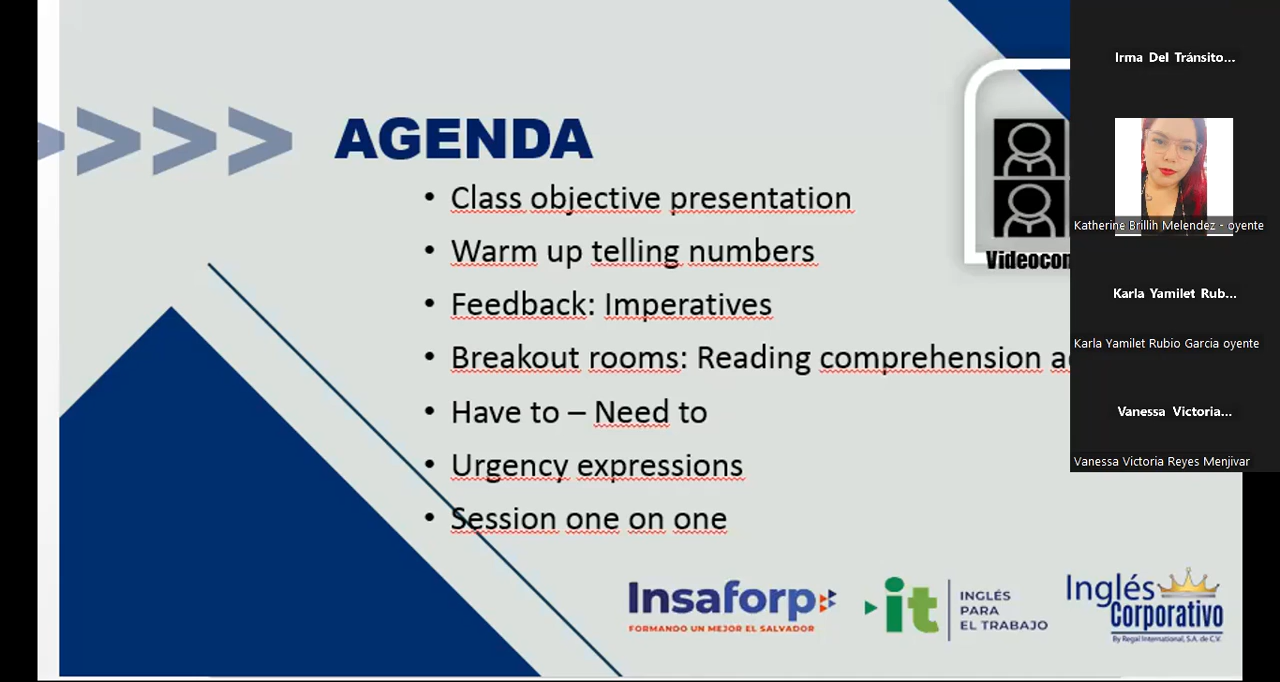 AGENDA
• Class objective presentation
• Warm up telling numbers
• Feedback: Imperatives
• Breakout rooms: Reading comprehension
• Have to – Need to
• Urgency expressions
• Session one on one
Irma Del Tránsito...
Katherine Brillih Melendez - oyente
Karla Yamilet Rub...
Karla Yamilet Rubio Garcia oyente
Vanessa Victoria...
Vanessa Victoria Reyes Menjivar
Insaforp
FORMANDO UN MEJOR EL SALVADOR
it
INGLÉS
PARA
EL TRABAJO
Inglés
Corporativo
By Regal International, S.A. de C.V.